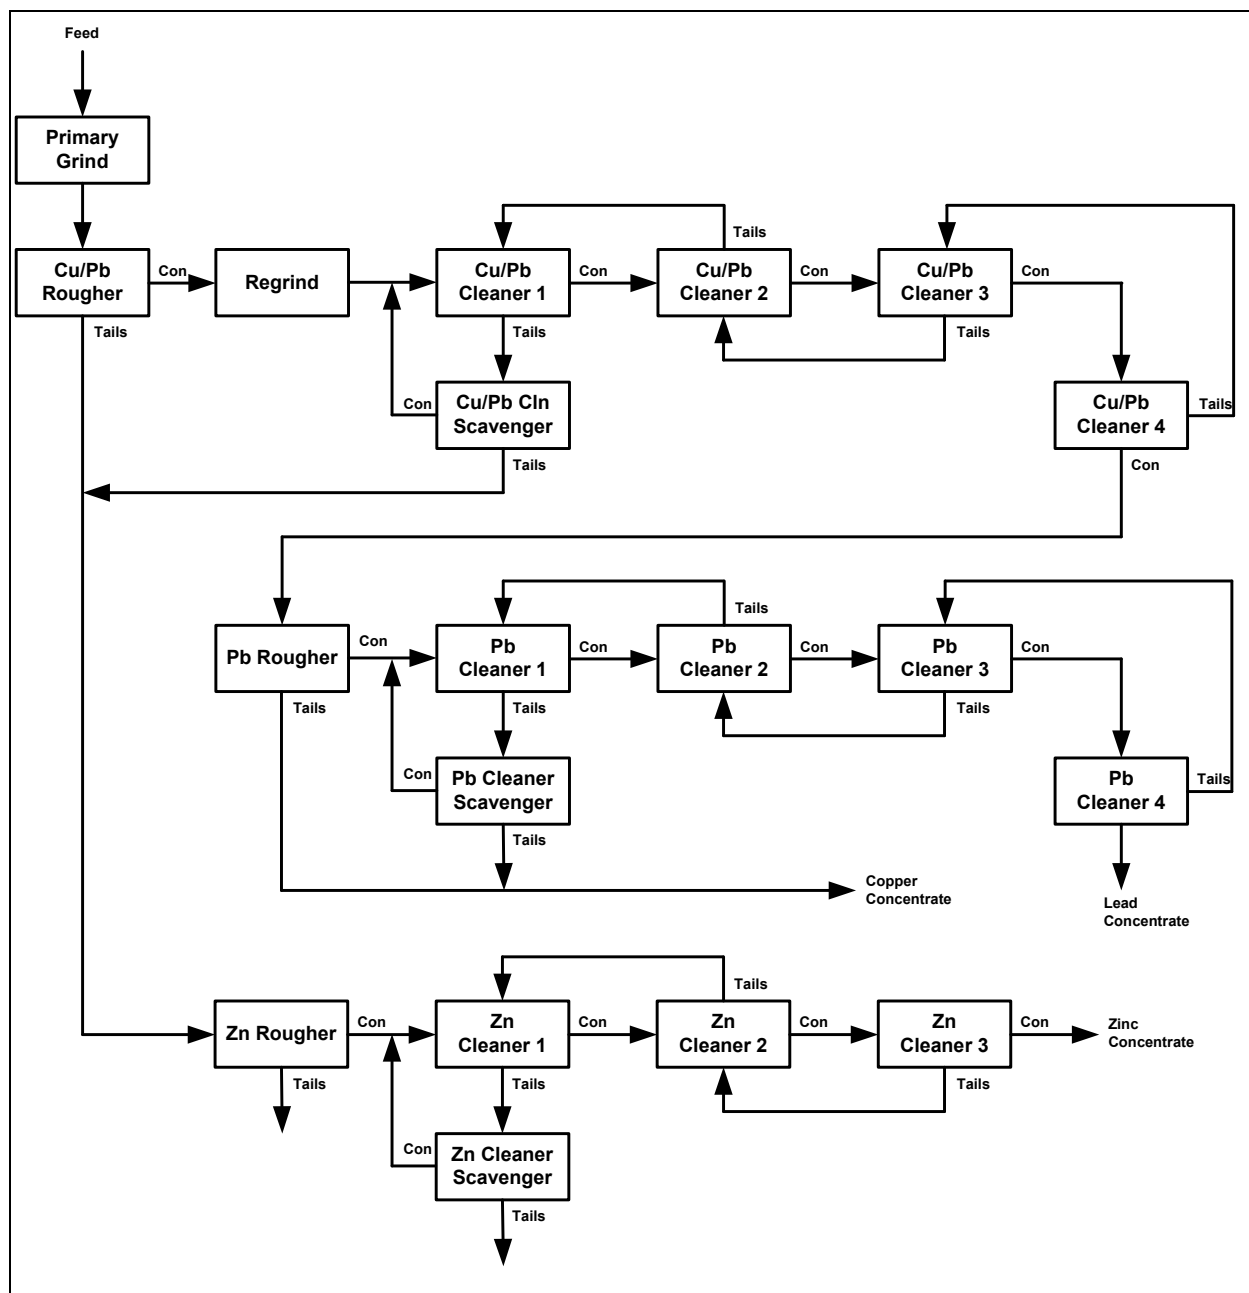 Feed
Primary
Grind
Cu/Pb
Rougher
Con
Tails
Regrind
Cu/Pb
Cleaner 1
Con
Tails
Tails
Cu/Pb
Cleaner 2
Con
Cu/Pb
Cleaner 3
Con
Tails
Cu/Pb Cln
Scavenger
Con
Tails
Cu/Pb
Cleaner 4
Tails
Con
Pb Rougher
Con
Tails
Pb
Cleaner 1
Con
Tails
Tails
Pb
Cleaner 2
Con
Pb
Cleaner 3
Con
Tails
Pb Cleaner
Scavenger
Con
Tails
Pb
Cleaner 4
Tails
Copper
Concentrate
Lead
Concentrate
Zn Rougher
Con
Tails
Zn
Cleaner 1
Con
Tails
Tails
Zn
Cleaner 2
Con
Zn
Cleaner 3
Con
Tails
Zinc
Concentrate
Zn Cleaner
Scavenger
Con
Tails